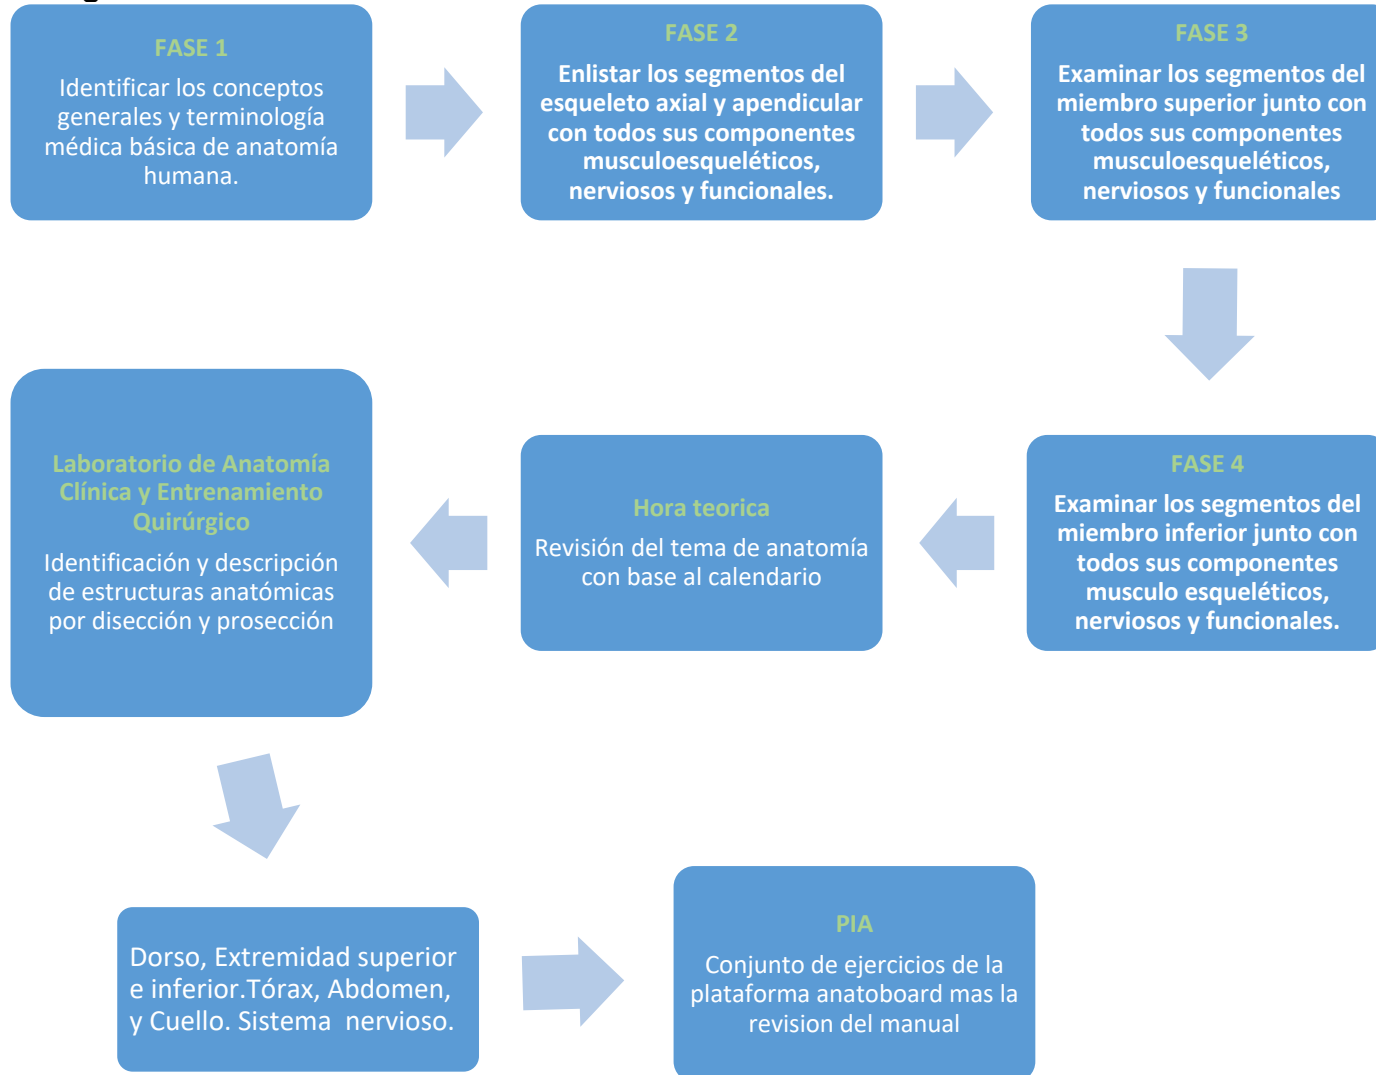 FASE 1
Identificar los conceptos
generales y terminología
médica básica de anatomía
humana.
FASE 2
Enlistar los segmentos del
esqueleto axial y apendicular
con todos sus componentes
musculoesqueléticos,
nerviosos y funcionales.
FASE 3
Examinar los segmentos del
miembro superior junto con
todos sus componentes
musculoesqueléticos,
nerviosos y funcionales
FASE 4
Examinar los segmentos del
miembro inferior junto con
todos sus componentes
musculo esqueléticos,
nerviosos y funcionales.
Hora teorica
Revisión del tema de anatomía
con base al calendario
Laboratorio de Anatomía
Clínica y Entrenamiento
Quirúrgico
Identificación y descripción
de estructuras anatómicas
por disección y prosección
Dorso, Extremidad superior
e inferior.Tórax, Abdomen,
y Cuello. Sistema  nervioso.
PIA
Conjunto de ejercicios de la
plataforma anatoboard mas la
revision del manual